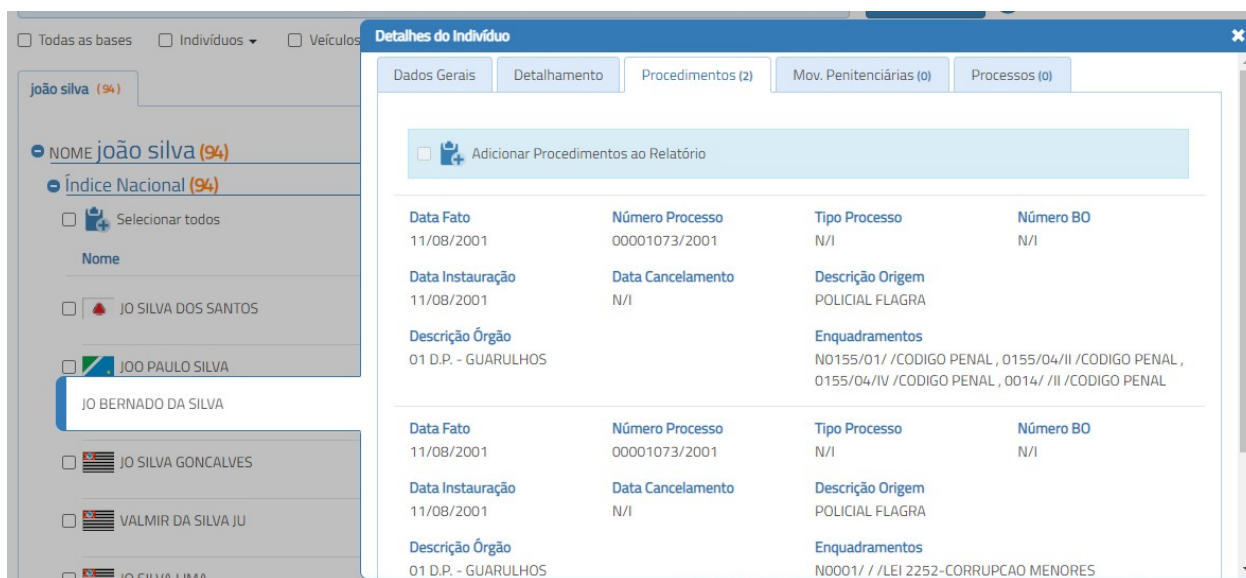 Todas as bases Indivíduos Veículos
joão silva (94)
NOME joão silva (94)
Índice Nacional (94)
Selecionar todos
Nome
JO SILVA DOS SANTOS
JOO PAULO SILVA
JO BERNADO DA SILVA
JO SILVA GONCALVES
VALMIR DA SILVA JU
JO SILVA LIMA
Detalhes do Indivíduo
Dados Gerais Detalhamento Procedimentos (2) Mov. Penitenciárias (0) Processos (0)
Adicionar Procedimentos ao Relatório
Data Fato Número Processo Tipo Processo Número BO
11/08/2001 00001073/2001 N/I N/I
Data Instauração Data Cancelamento Descrição Origem
11/08/2001 N/I POLICIAL FLAGRA
Descrição Órgão Enquadramentos
01 D.P. - GUARULHOS N0155/01/ /CODIGO PENAL , 0155/04/II /CODIGO PENAL ,
0155/04/IV /CODIGO PENAL , 0014/ /II /CODIGO PENAL
Data Fato Número Processo Tipo Processo Número BO
11/08/2001 00001073/2001 N/I N/I
Data Instauração Data Cancelamento Descrição Origem
11/08/2001 N/I POLICIAL FLAGRA
Descrição Órgão Enquadramentos
01 D.P. - GUARULHOS N0001/ / /LEI 2252-CORRUPCAO MENORES